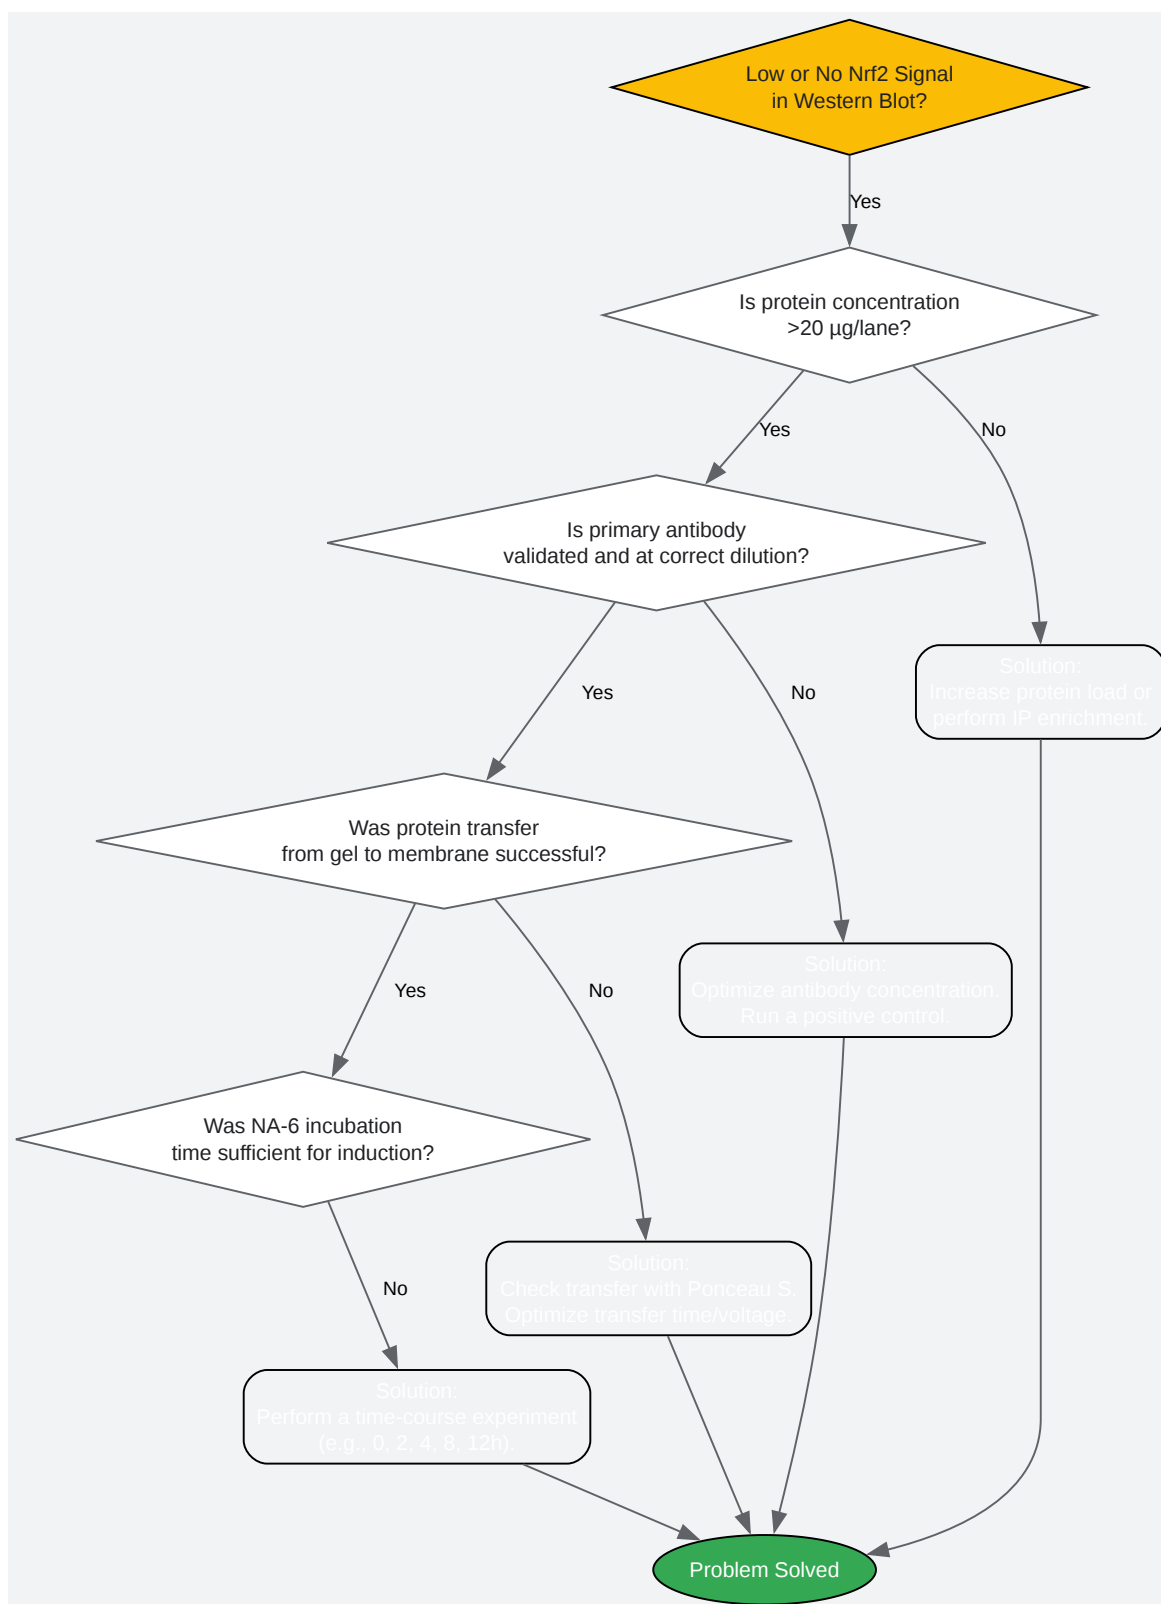 Low or No Nrf2 Signal
in Western Blot?
Yes
Is protein concentration
>20 µg/lane?
Yes
No
Is primary antibody
validated and at correct dilution?
Solution:
Increase protein load or
perform IP enrichment.
Yes
No
Was protein transfer
from gel to membrane successful?
Solution:
Optimize antibody concentration.
Run a positive control.
Yes
No
Was NA-6 incubation
time sufficient for induction?
Solution:
Check transfer with Ponceau S.
Optimize transfer time/voltage.
No
Solution:
Perform a time-course experiment
(e.g., 0, 2, 4, 8, 12h).
Problem Solved